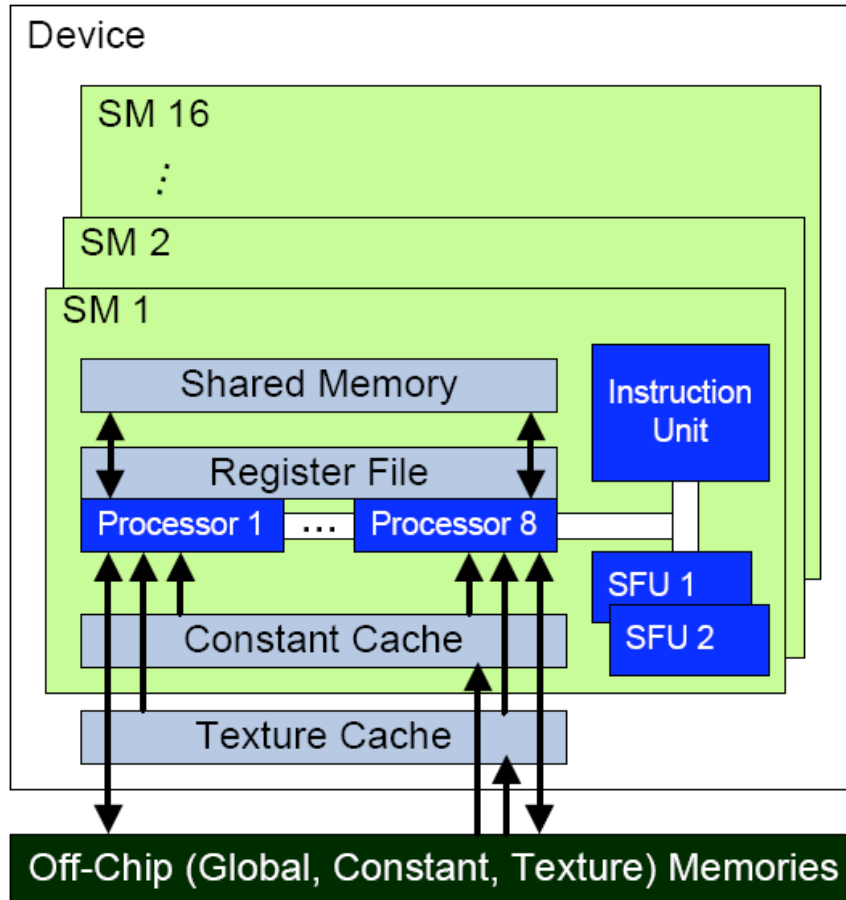 Device
SM 16
⋮
SM 2
SM 1
Shared Memory
Instruction
Unit
Register File
Processor 1 ... Processor 8
SFU 1
SFU 2
Constant Cache
Texture Cache
Off-Chip (Global, Constant, Texture) Memories